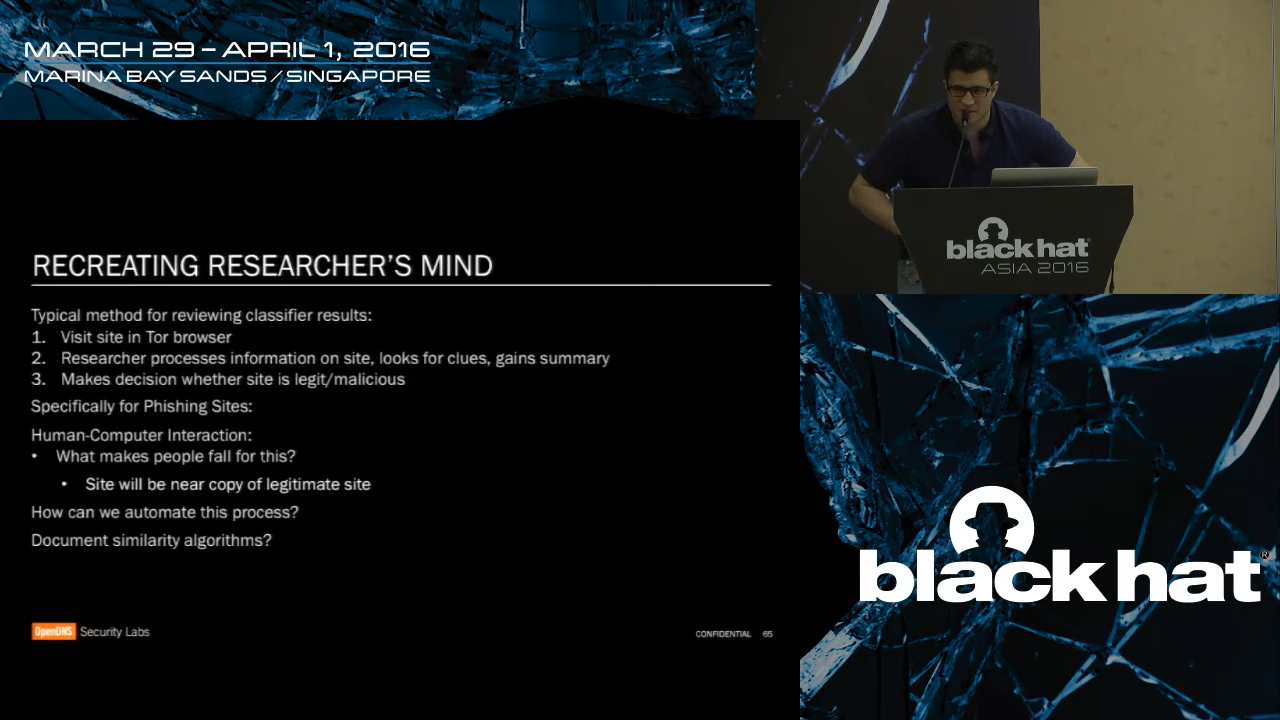 MARCH 29 – APRIL 1, 2016
MARINA BAY SANDS / SINGAPORE
black hat
ASIA 2016
RECREATING RESEARCHER’S MIND
Typical method for reviewing classifier results:
1. Visit site in Tor browser
2. Researcher processes information on site, looks for clues, gains summary
3. Makes decision whether site is legit/malicious
Specifically for Phishing Sites:
Human-Computer Interaction:
• What makes people fall for this?
• Site will be near copy of legitimate site
How can we automate this process?
Document similarity algorithms?
OpenDNS Security Labs
CONFIDENTIAL 65
black hat®